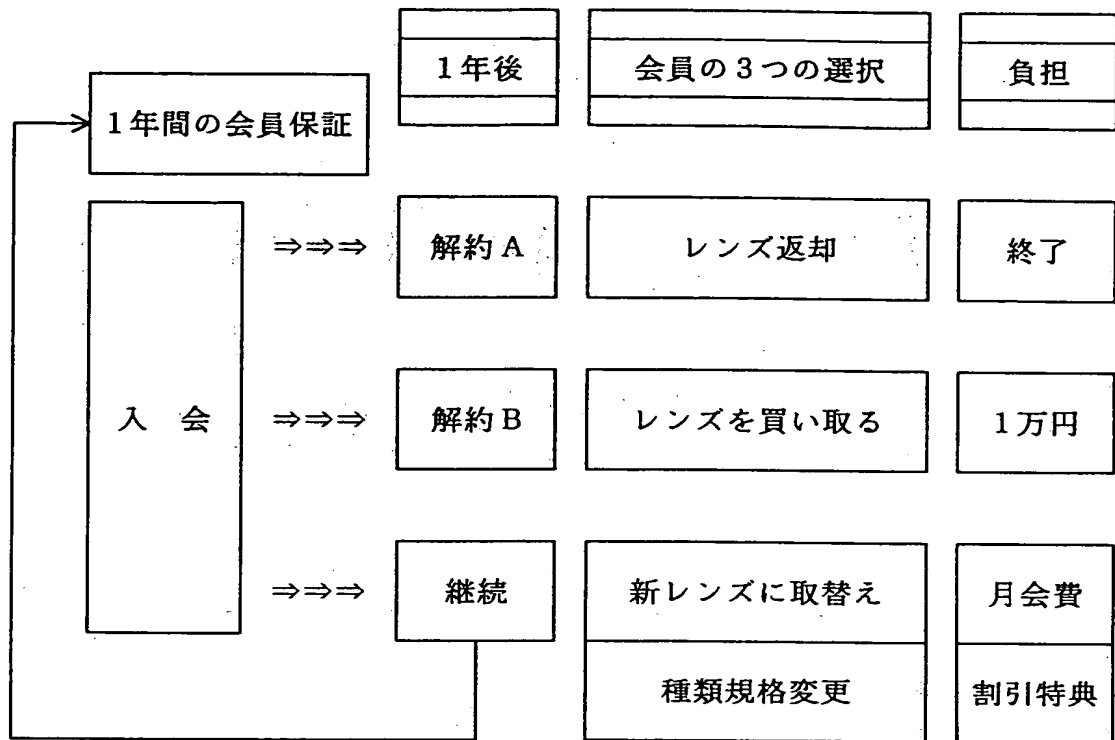 1年後 会員の3つの選択 負担
1年間の会員保証
入 会
⇒⇒⇒ 解約A レンズ返却 終了
⇒⇒⇒ 解約B レンズを買い取る 1万円
⇒⇒⇒ 継続 新レンズに取替え 月会費
種類規格変更 割引特典